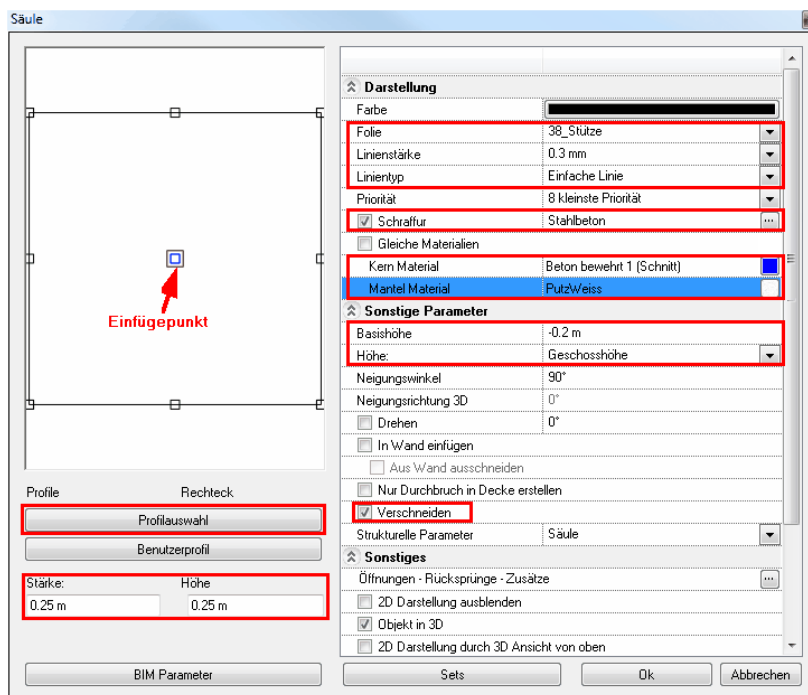 Säule
Einfügepunkt
Profile Rechteck
Profilauswahl
Benutzerprofil
Stärke: Höhe
0.25 m 0.25 m
BIM Parameter
Darstellung
Farbe
Folie 38_Stütze
Linienstärke 0.3 mm
Linientyp Einfache Linie
Priorität 8 kleinste Priorität
Schraffur Stahlbeton ...
Gleiche Materialien
Kern Material Beton bewehrt 1 (Schnitt)
Mantel Material PutzWeiss
Sonstige Parameter
Basishöhe -0.2 m
Höhe: Geschosshöhe
Neigungswinkel 90°
Neigungsrichtung 3D 0°
Drehen 0°
In Wand einfügen
Aus Wand ausschneiden
Nur Durchbruch in Decke erstellen
Verschneiden
Strukturelle Parameter Säule
Sonstiges
Öffnungen - Rücksprünge - Zusätze ...
2D Darstellung ausblenden
Objekt in 3D
2D Darstellung durch 3D Ansicht von oben
Sets Ok Abbrechen